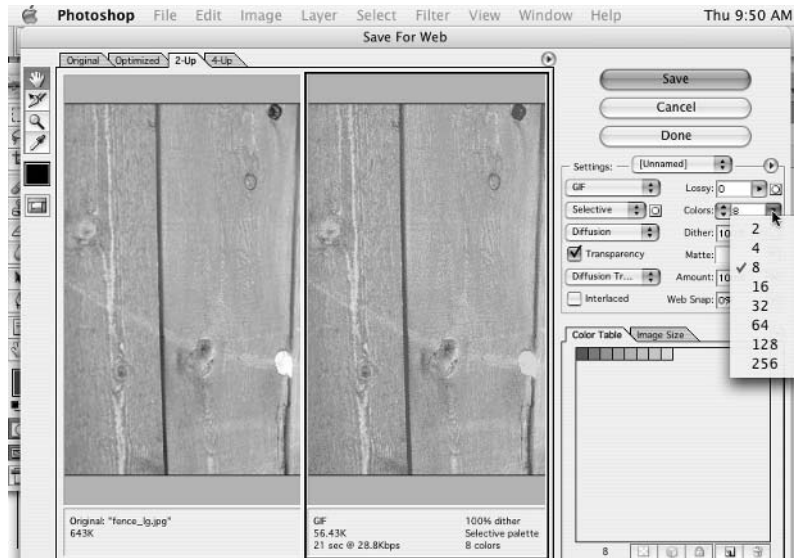 Photoshop File Edit Image Layer Select Filter View Window Help Thu 9:50 AM
Save For Web
Original Optimized 2-Up 4-Up
Save
Cancel
Done
Settings: [Unnamed]
GIF Lossy: 0
Selective Colors: 8
Diffusion Dither: 10
Transparency Matte:
Diffusion Tr... Amount: 10
Interlaced Web Snap: 0%
2
4
8
16
32
64
128
256
Color Table Image Size
8
Original: "fence_lg.jpg"
643K
GIF
56.43K
21 sec @ 28.8Kbps
100% dither
Selective palette
8 colors